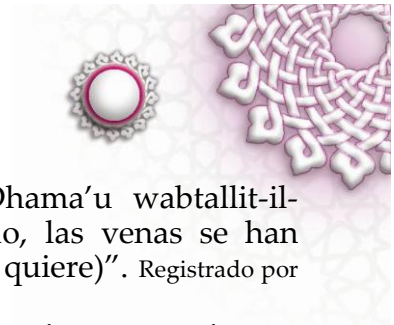 Dhama’u wabtallit-il-
las venas se han
quiere)”. Registrado por